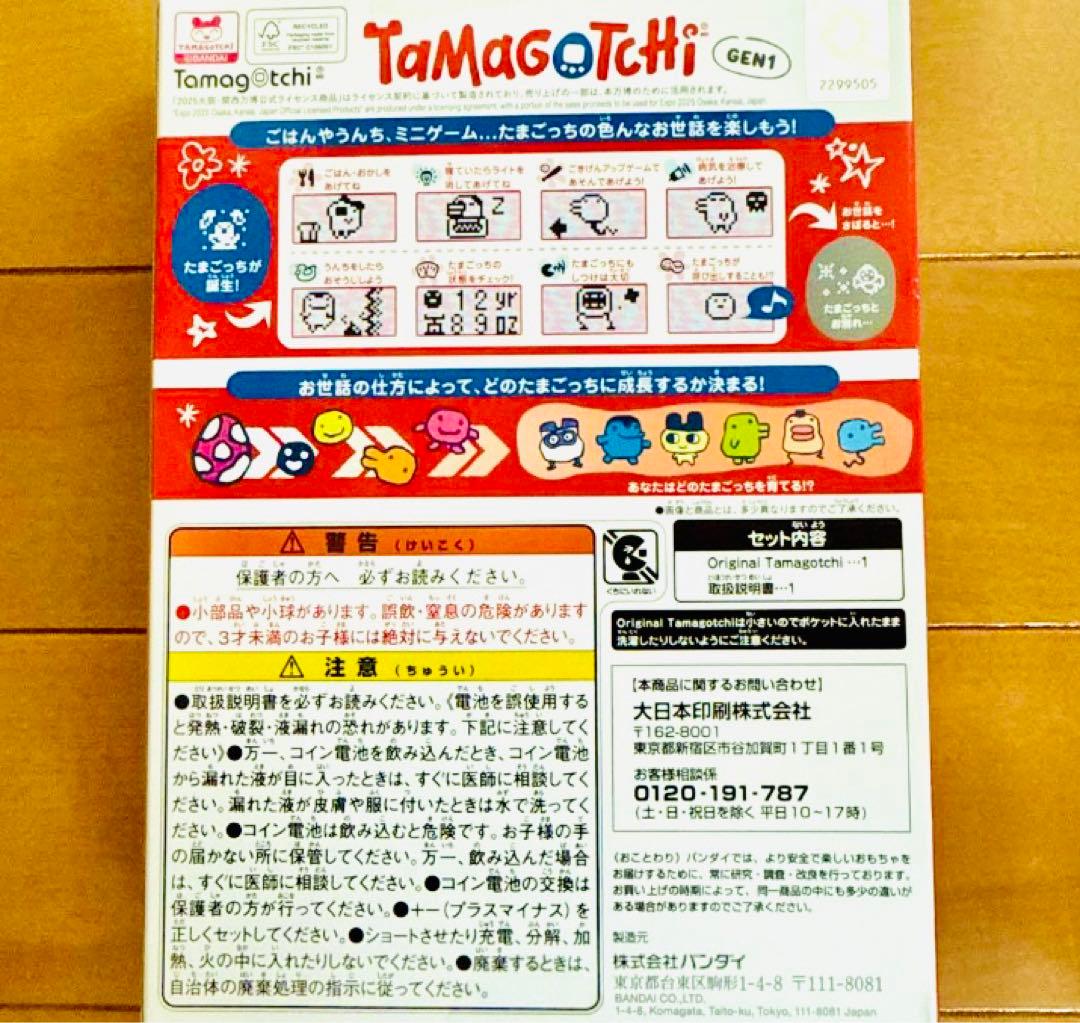 TAMAGOTCHI
©BANDAI
FSC
RECYCLED
Tamagotchi
TAMAGOTCHI
GEN1
2299505
「2025大阪・関西万博公式ライセンス商品」はライセンス契約に基づいて製造されており、売り上げの一部は、本万博のために活用されます。
"Expo 2025 Osaka, Kansai, Japan Official Licensed Products" are produced under a licensing agreement, with a portion of the sales proceeds to be used for Expo 2025 Osaka, Kansai, Japan.
ごはんやうんち、ミニゲーム…たまごっちの色んなお世話を楽しもう!
ごはん・おかしを
あげてね
寝ていたらライトを
消してあげてね
ごきげんアップゲームで
あそんであげよう!
病気を治療して
あげよう!
Z
たまごっちが
誕生!
お世話を
さぼると…!
うんちをしたら
おそうじしよう
たまごっちの
状態をチェック!
たまごっちにも
しつけは大切
たまごっちが
呼び出しすることも!?
12yr
89oz
たまごっちと
お別れ…
お世話の仕方によって、どのたまごっちに成長するか決まる!
あなたはどのたまごっちを育てる!?
●画像と商品とは、多少異なりますのでご了承ください。
警告(けいこく)
保護者の方へ 必ずお読みください。
●小部品や小球があります。誤飲・窒息の危険があります
ので、3才未満のお子様には絶対に与えないでください。
注意(ちゅうい)
●取扱説明書を必ずお読みください。《電池を誤使用する
と発熱・破裂・液漏れの恐れがあります。下記に注意してく
ださい》●万一、コイン電池を飲み込んだとき、コイン電池
から漏れた液が目に入ったときは、すぐに医師に相談してく
ださい。漏れた液が皮膚や服に付いたときは水で洗ってく
ださい。●コイン電池は飲み込むと危険です。お子様の手
の届かない所に保管してください。万一、飲み込んだ場合
は、すぐに医師に相談してください。●コイン電池の交換は
保護者の方が行ってください。●+−(プラスマイナス)を
正しくセットしてください。●ショートさせたり充電、分解、加
熱、火の中に入れたりしないでください。●廃棄するときは、
自治体の廃棄処理の指示に従ってください。
くちにいれない
セット内容
Original Tamagotchi …1
取扱説明書…1
Original Tamagotchiは小さいのでポケットに入れたまま
洗濯したりしないようにご注意ください。
【本商品に関するお問い合わせ】
大日本印刷株式会社
〒162-8001
東京都新宿区市谷加賀町1丁目1番1号
お客様相談係
0120-191-787
(土・日・祝日を除く 平日10~17時)
(おことわり)バンダイでは、より安全で楽しいおもちゃを
お届けするために、常に研究・調査・改良を行っております。
お買い上げの時期によって、同一商品の中にも多少の違いが
ある場合がありますのでご了承ください。
製造元
株式会社バンダイ
東京都台東区駒形1-4-8 〒111-8081
BANDAI CO.,LTD.
1-4-8, Komagata, Taito-ku, Tokyo, 111-8081 Japan